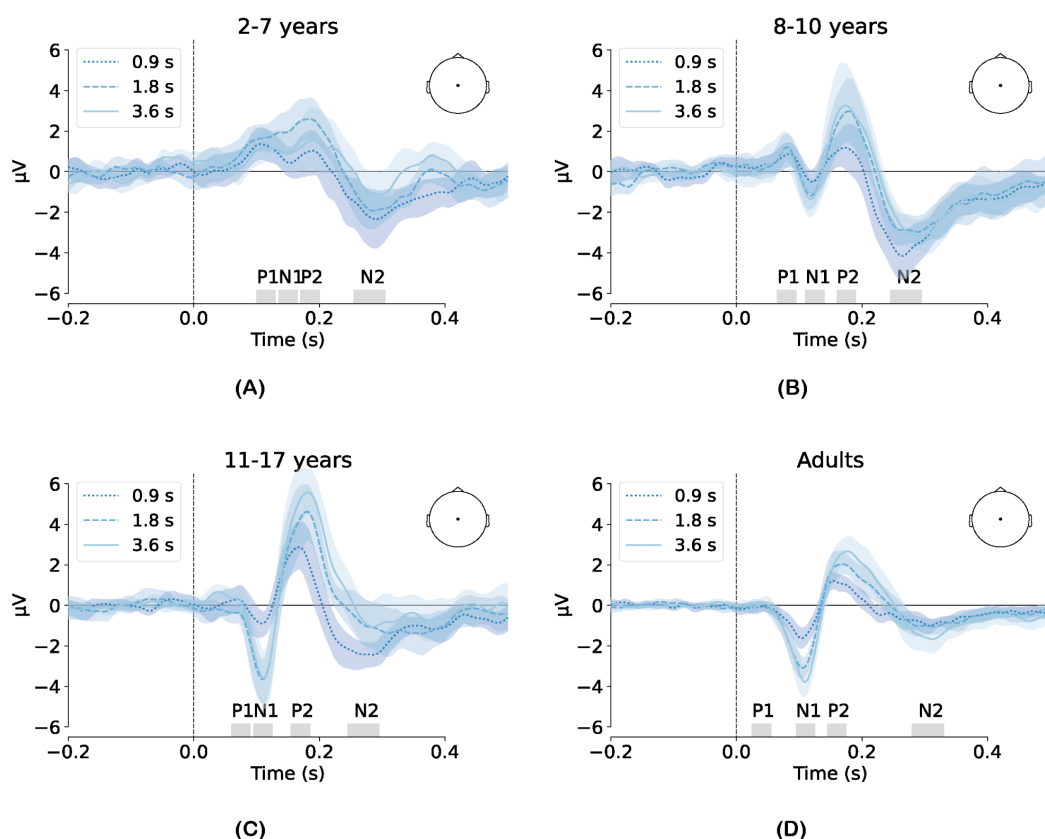 2-7 years
6
4
2
0
−2
−4
−6
µV
0.9 s
1.8 s
3.6 s
P1 N1 P2 N2
−0.2 0.0 0.2 0.4
Time (s)
(A)
8-10 years
6
4
2
0
−2
−4
−6
µV
0.9 s
1.8 s
3.6 s
P1 N1 P2 N2
−0.2 0.0 0.2 0.4
Time (s)
(B)
11-17 years
6
4
2
0
−2
−4
−6
µV
0.9 s
1.8 s
3.6 s
P1 N1 P2 N2
−0.2 0.0 0.2 0.4
Time (s)
(C)
Adults
6
4
2
0
−2
−4
−6
µV
0.9 s
1.8 s
3.6 s
P1 N1 P2 N2
−0.2 0.0 0.2 0.4
Time (s)
(D)